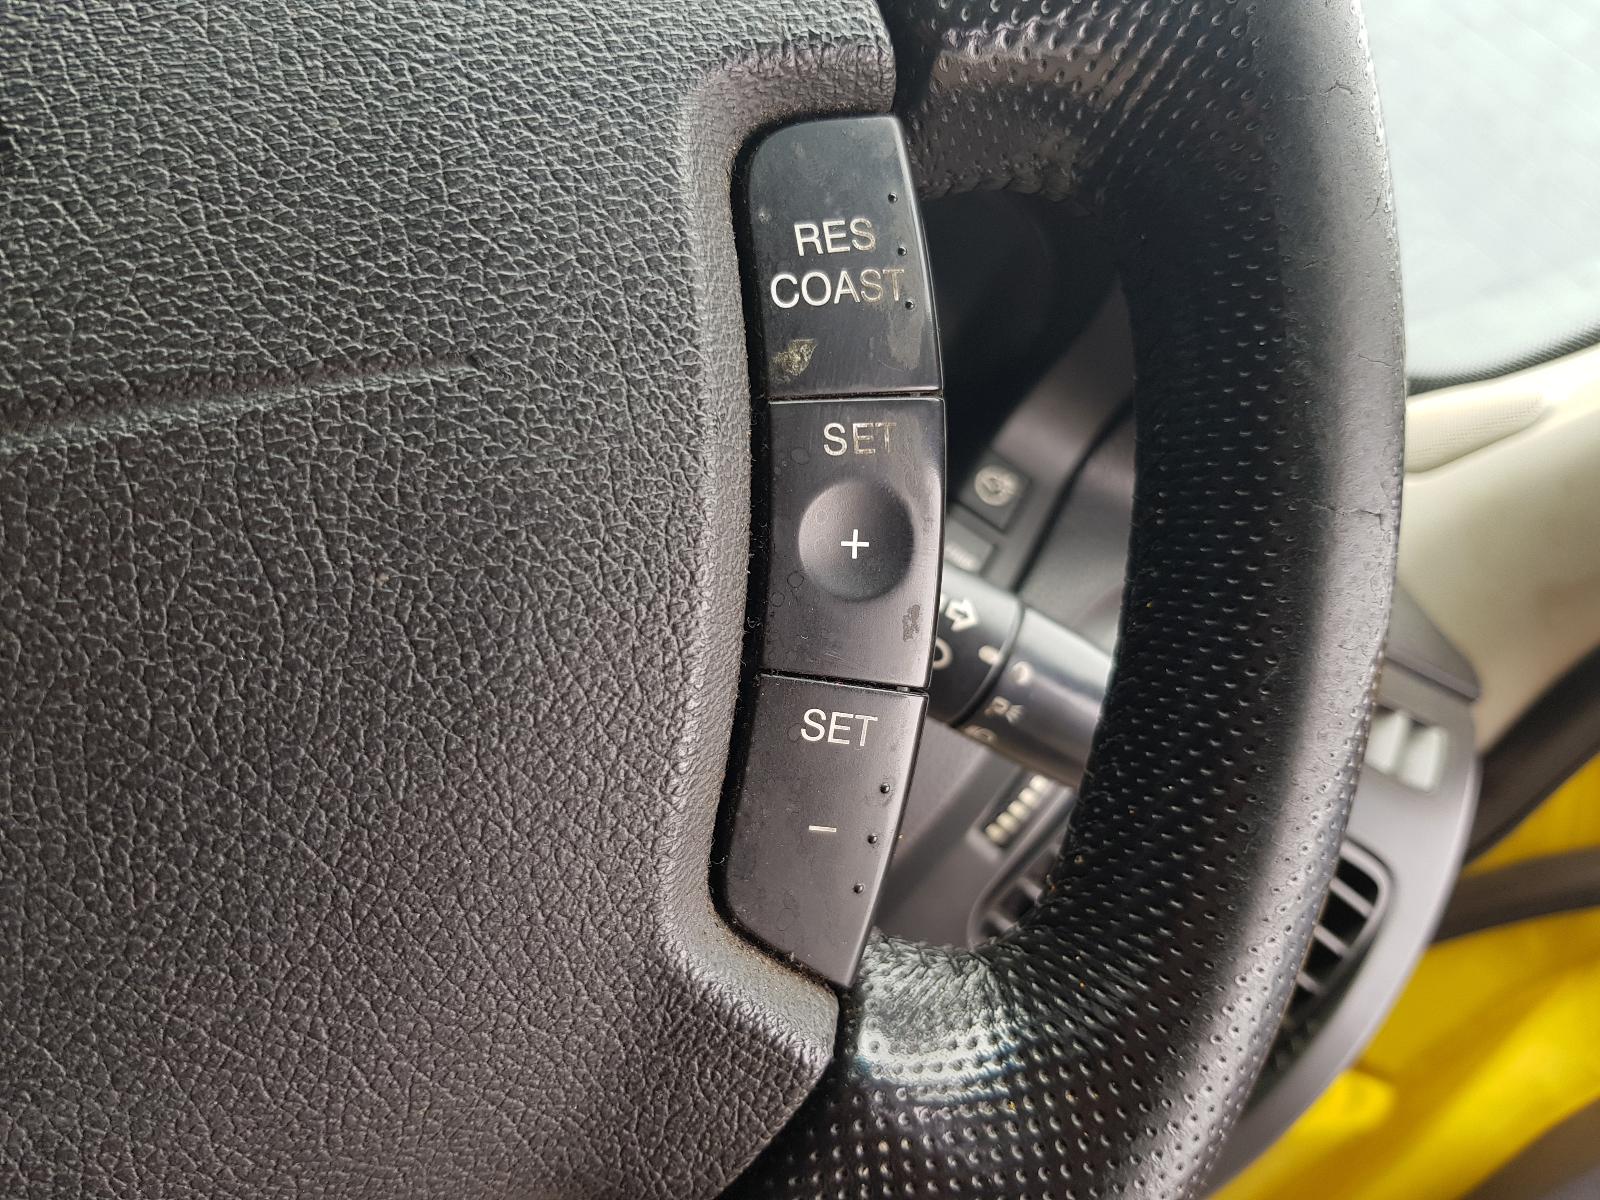 RES
COAST
SET
+
SET
-